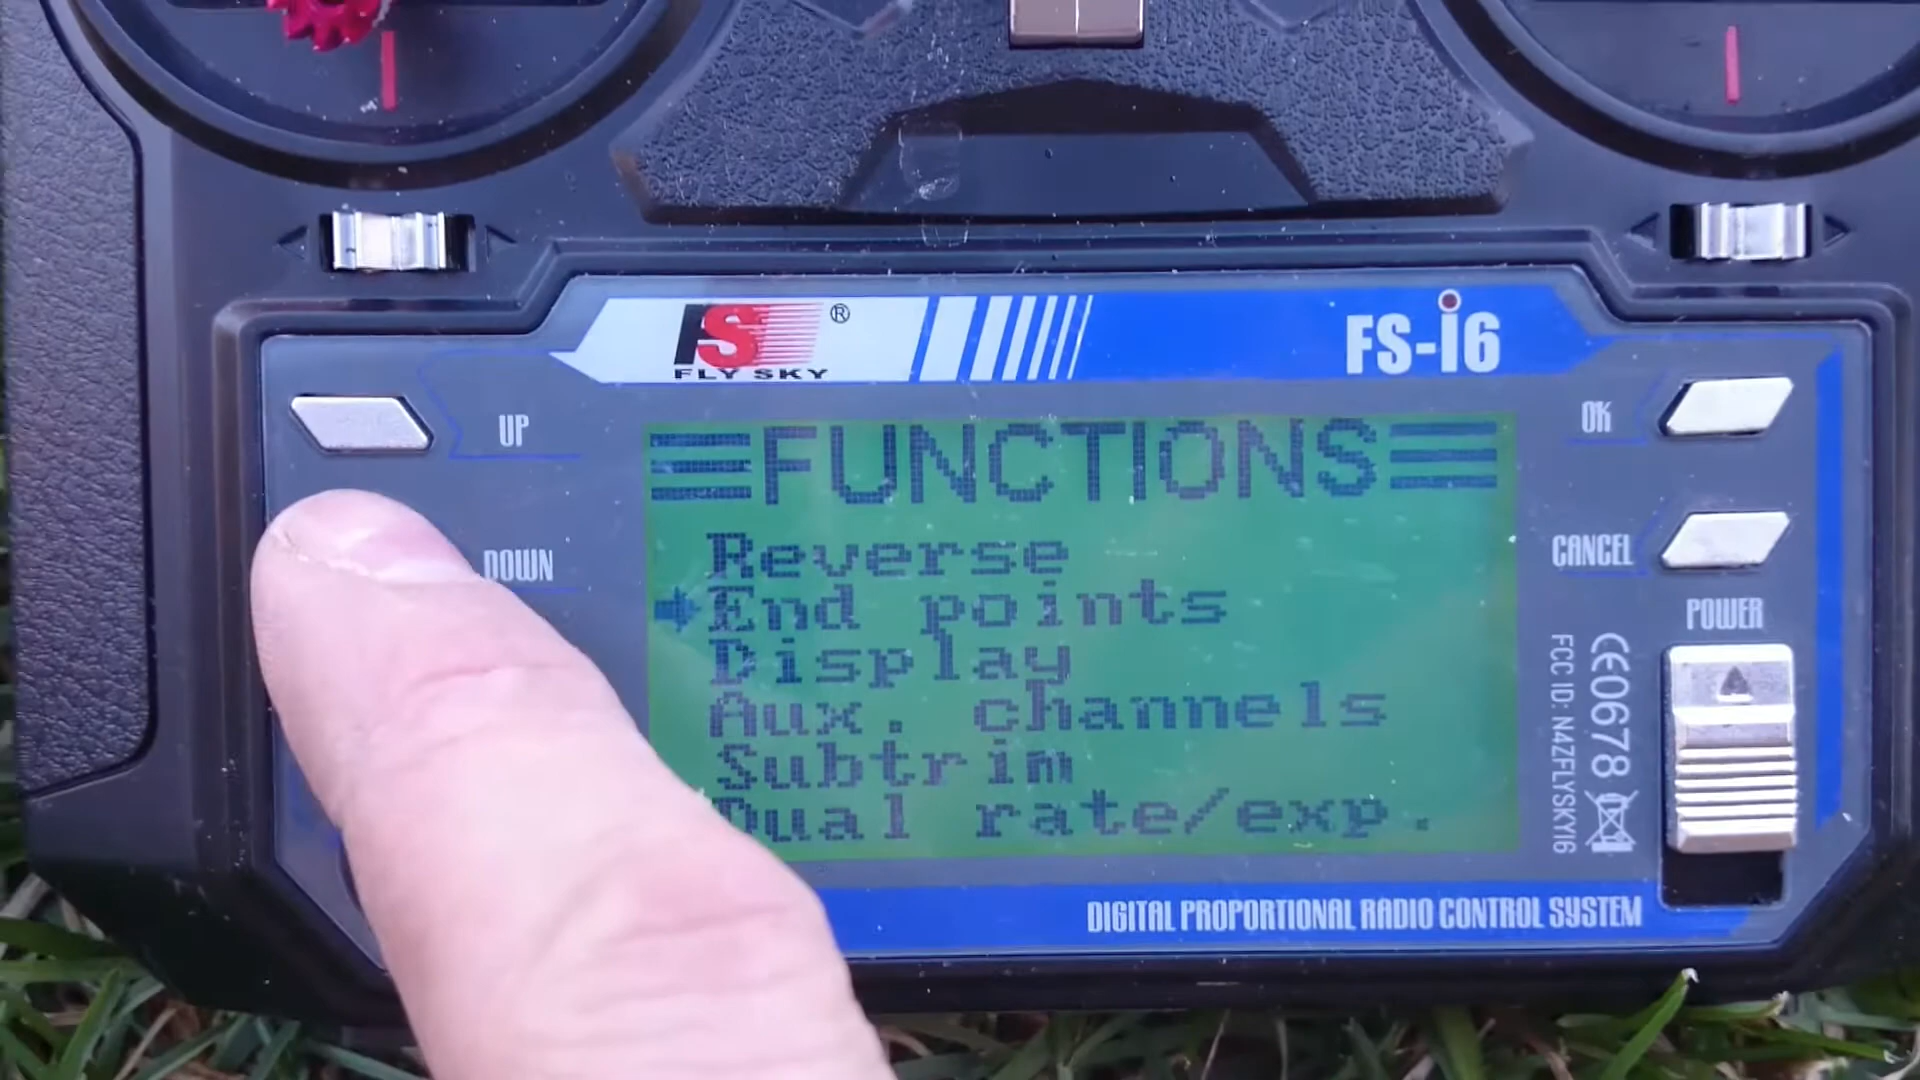 FS®
FLY SKY
FS-i6
UP
DOWN
OK
CANCEL
POWER
FUNCTIONS
Reverse
End points
Display
Aux. channels
Subtrim
Dual rate/exp.
FCC ID: N4ZFLYSKYI6
CE0678
DIGITAL PROPORTIONAL RADIO CONTROL SYSTEM